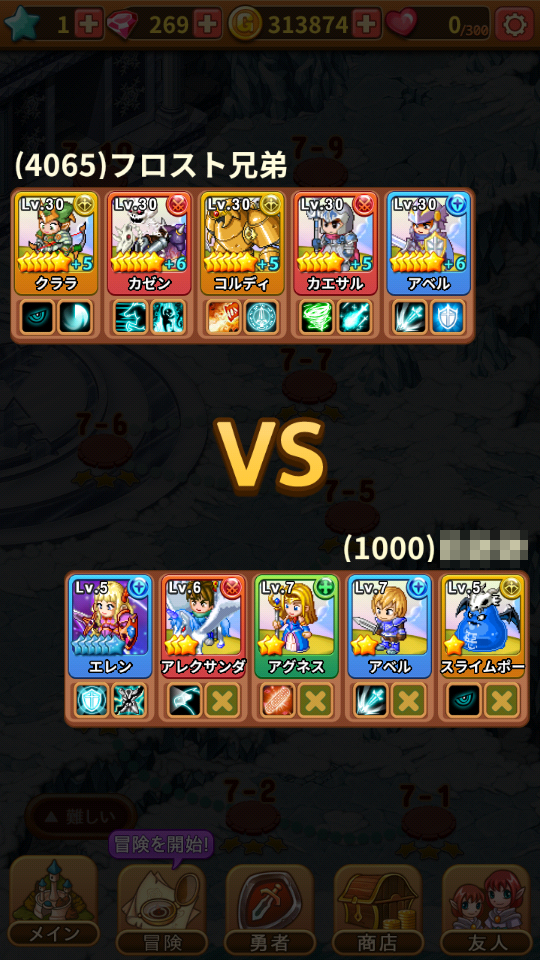 1
269
G 313874
0/300
7-9
(4065)フロスト兄弟
Lv.30 Lv.30 Lv.30 Lv.30 Lv.30
+5 +6 +5 +5 +6
クララ カゼン コルディ カエサル アベル
7-7
7-6
VS
7-5
(1000)
Lv.5 Lv.6 Lv.7 Lv.7 Lv.5
エレン アレクサンダ アグネス アベル スライムボー
7-2
7-1
▲ 難しい
冒険を開始!
メイン 冒険 勇者 商店 友人